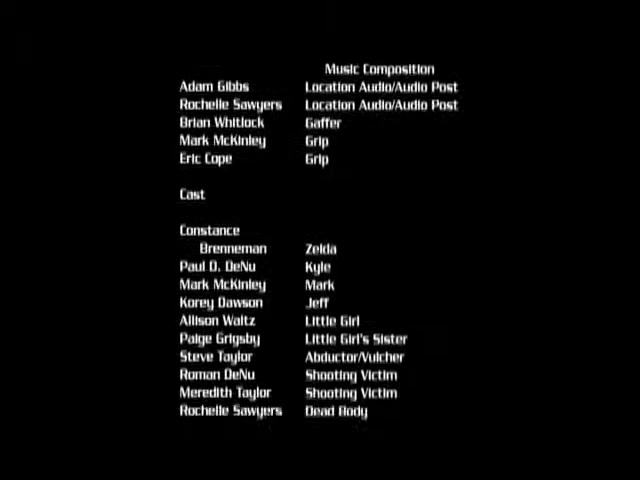 Music Composition
Adam Gibbs Location Audio/Audio Post
Rochelle Sawyers Location Audio/Audio Post
Brian Whitlock Gaffer
Mark McKinley Grip
Eric Cope Grip
Cast
Constance
Brenneman Zelda
Paul D. DeNu Kyle
Mark McKinley Mark
Korey Dawson Jeff
Allison Waltz Little Girl
Paige Grigsby Little Girl's Sister
Steve Taylor Abductor/Vulcher
Roman DeNu Shooting Victim
Meredith Taylor Shooting Victim
Rochelle Sawyers Dead Body